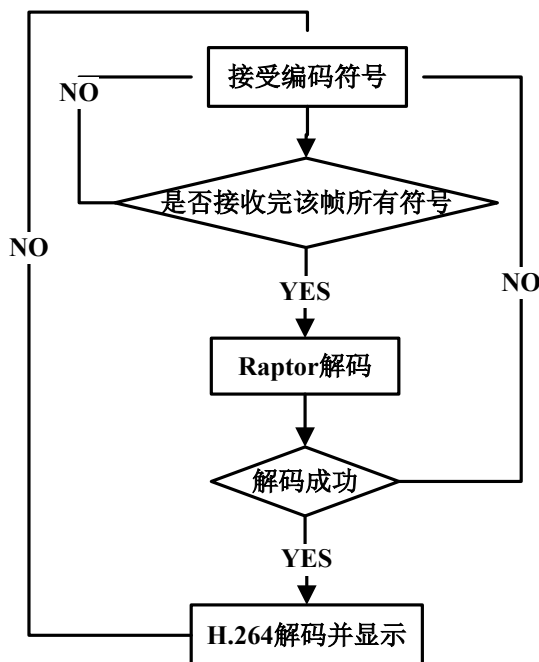 接受编码符号
NO
是否接收完该帧所有符号
NO
NO
YES
Raptor解码
解码成功
YES
H.264解码并显示